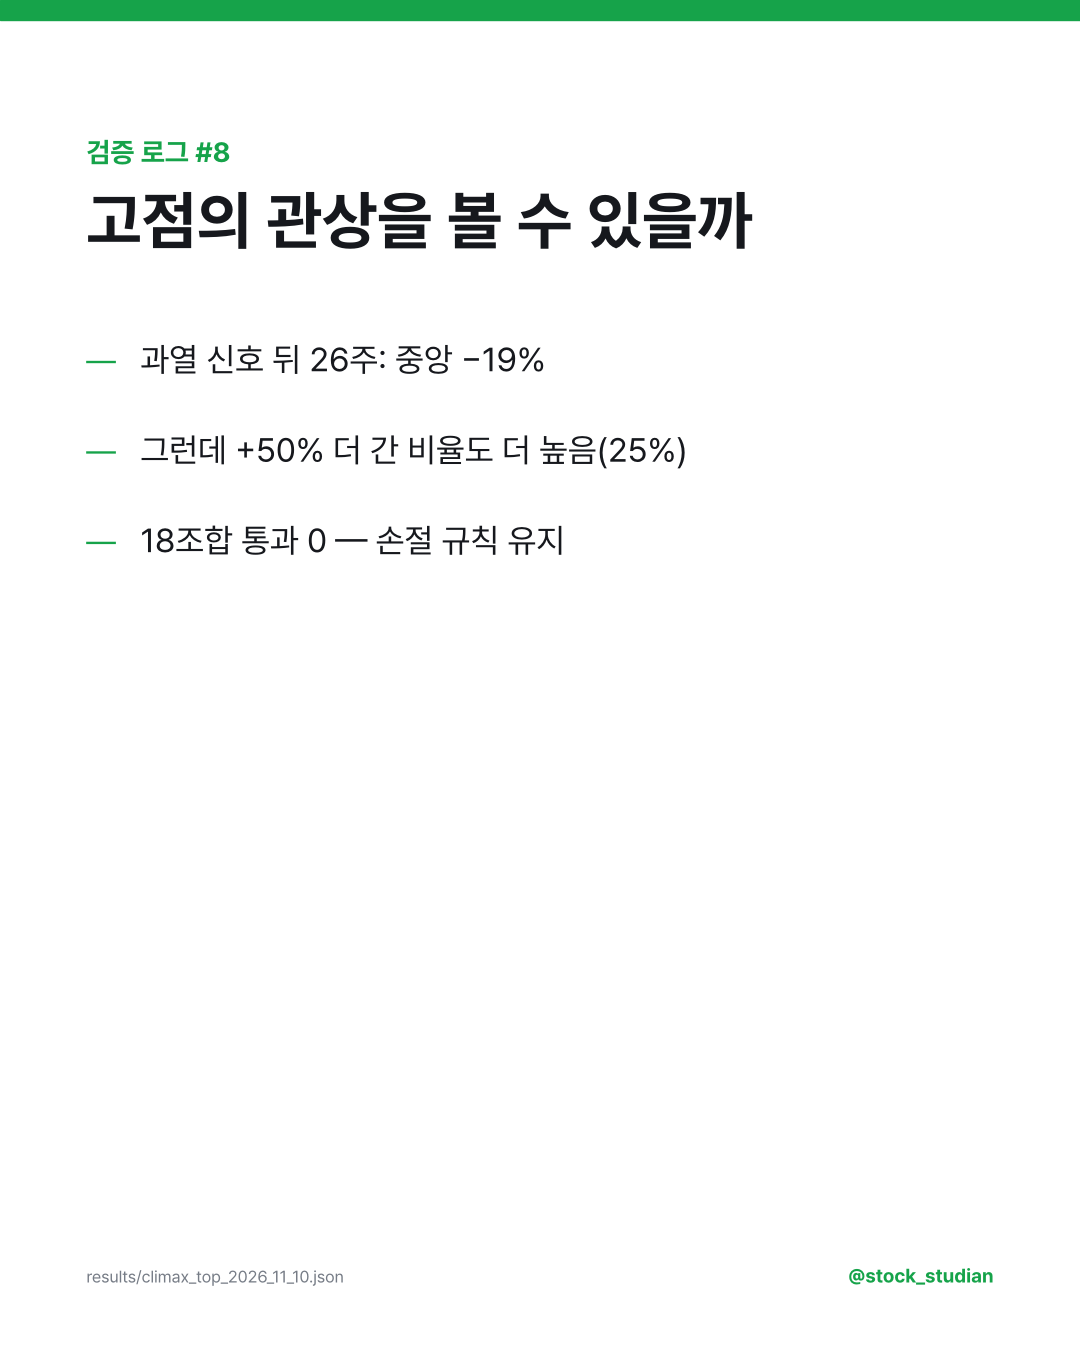 검증 로그 #8
고점의 관상을 볼 수 있을까
— 과열 신호 뒤 26주: 중앙 −19%
— 그런데 +50% 더 간 비율도 더 높음(25%)
— 18조합 통과 0 — 손절 규칙 유지
results/climax_top_2026_11_10.json
@stock_studian